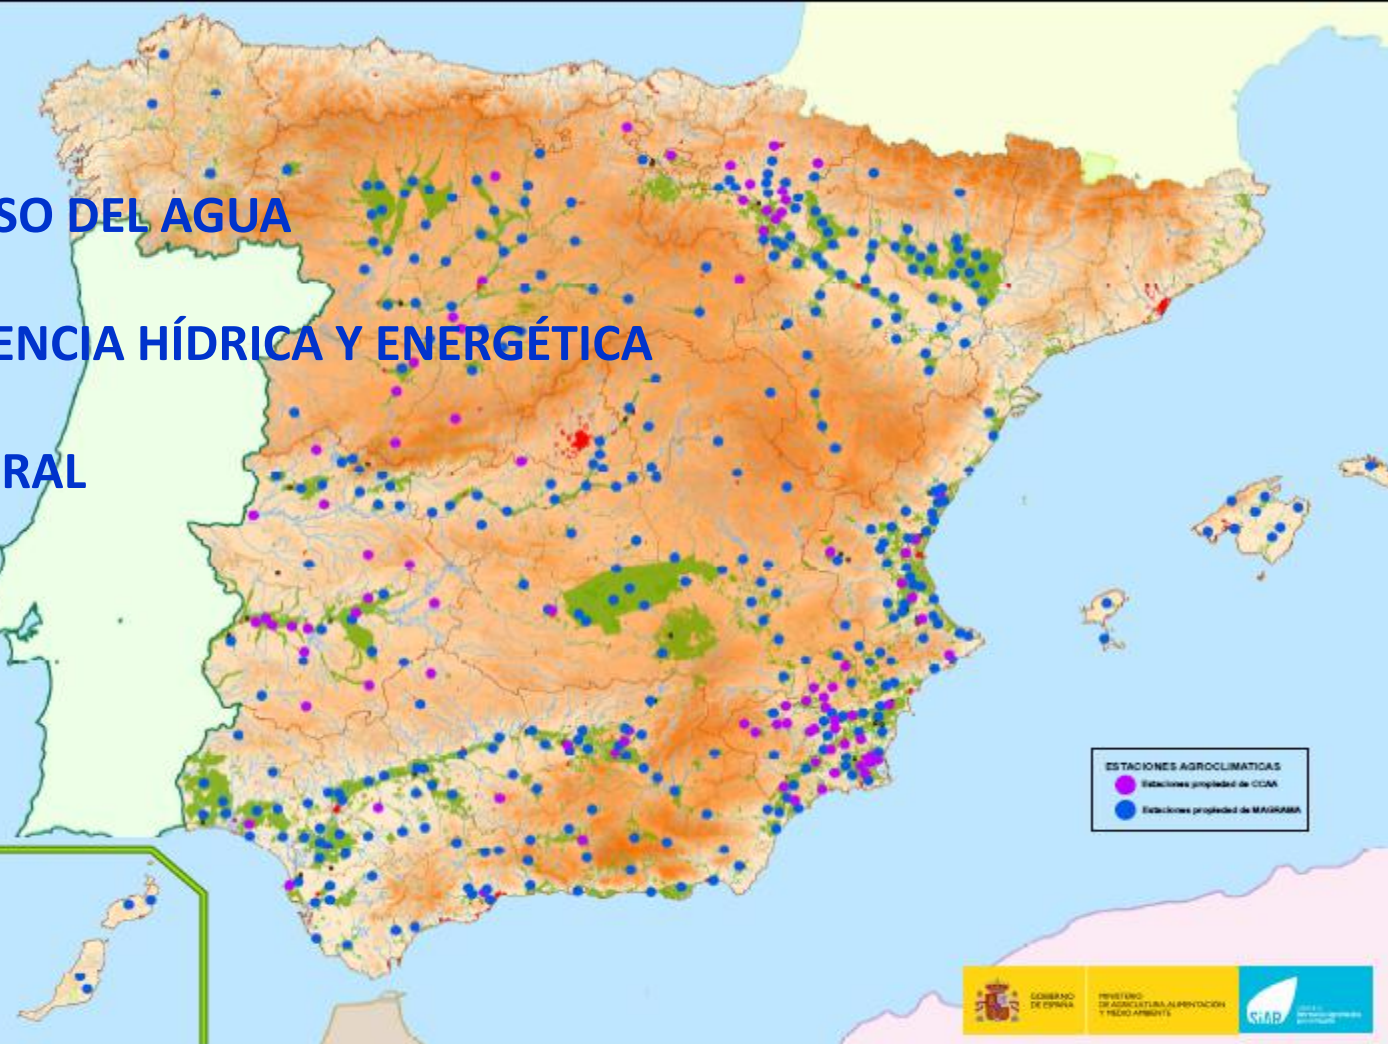 SO DEL AGUA
ENCIA HÍDRICA Y ENERGÉTICA
RAL
ESTACIONES AGROCLIMATICAS
Estaciones propiedad de CCAA
Estaciones propiedad de MAGRAMA
GOBIERNO
DE ESPAÑA
MINISTERIO
DE AGRICULTURA, ALIMENTACIÓN
Y MEDIO AMBIENTE
SiAR